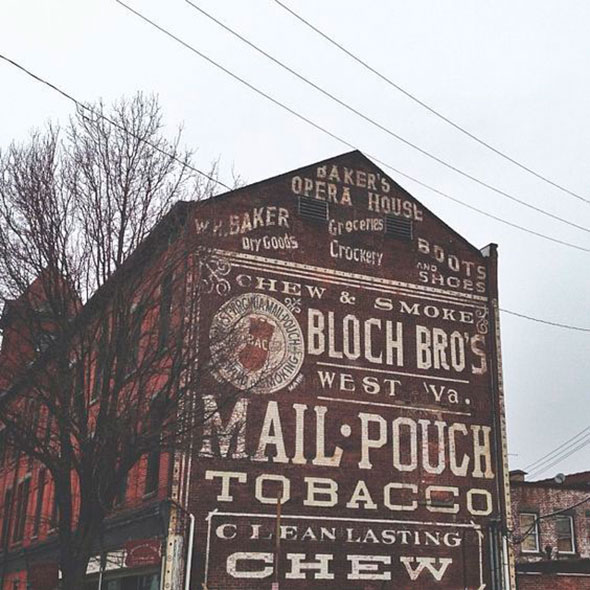 BAKER'S
OPERA HOUSE
W.H. BAKER
Dry Goods
Groceries
Crockery
BOOTS
AND
SHOES
CHEW & SMOKE
BLOCH BRO'S
WEST Va.
MAIL·POUCH
TOBACCO
CLEAN LASTING
CHEW